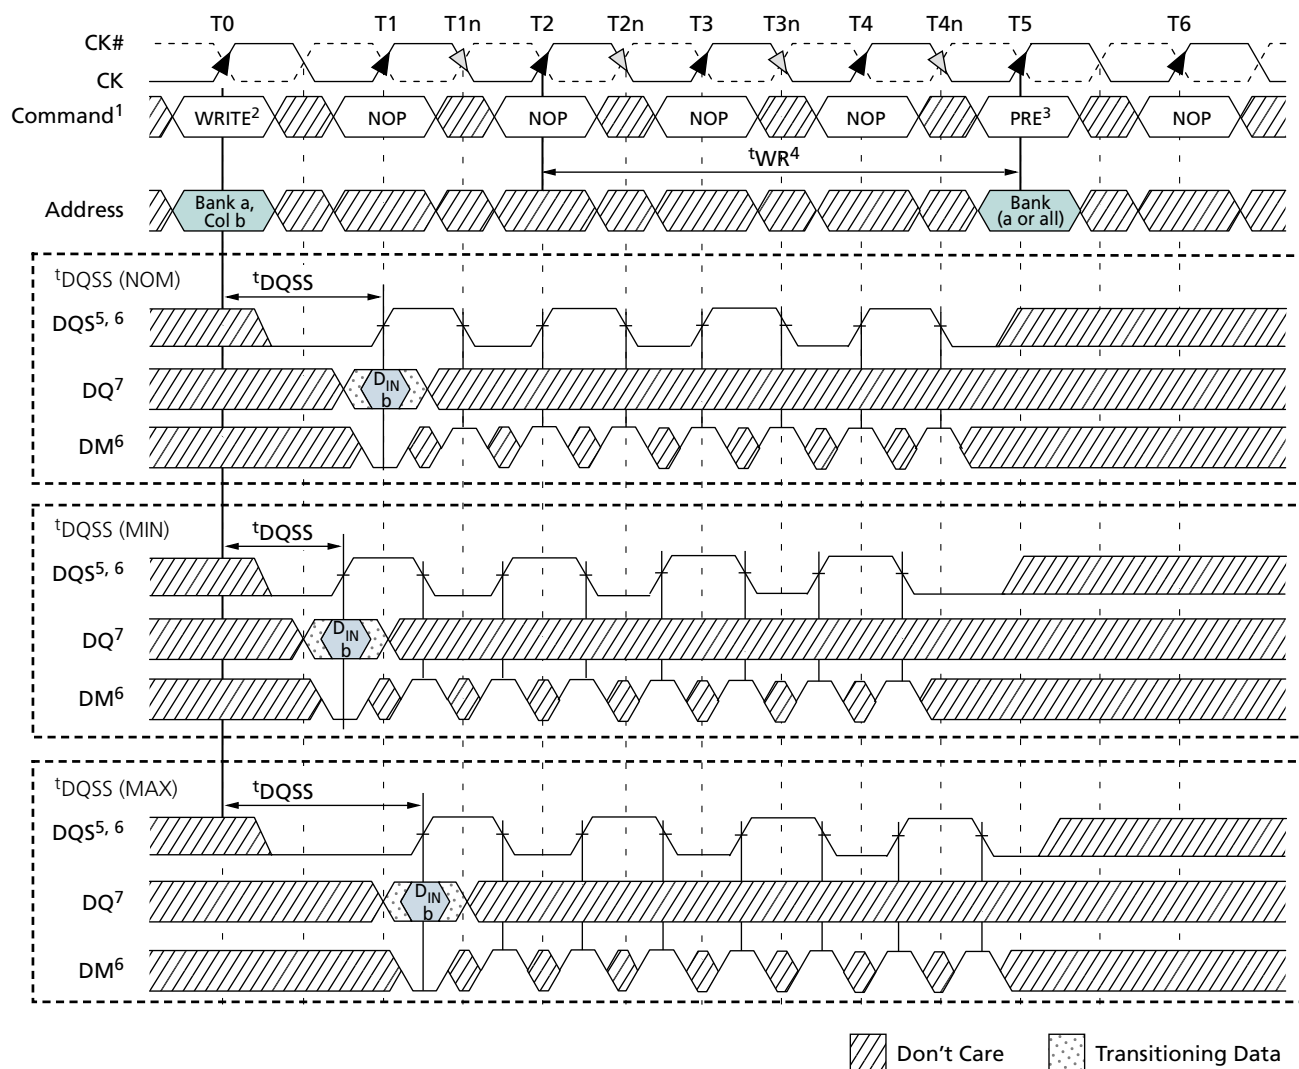 T0 T1 T1n T2 T2n T3 T3n T4 T4n T5 T6
CK#
CK
Command1 WRITE2 NOP NOP NOP NOP PRE3 NOP
tWR4
Address Bank a, Col b Bank (a or all)
tDQSS (NOM) tDQSS
DQS5, 6
DQ7 DIN b
DM6
tDQSS (MIN) tDQSS
DQS5, 6
DQ7 DIN b
DM6
tDQSS (MAX) tDQSS
DQS5, 6
DQ7 DIN b
DM6
Don't Care Transitioning Data